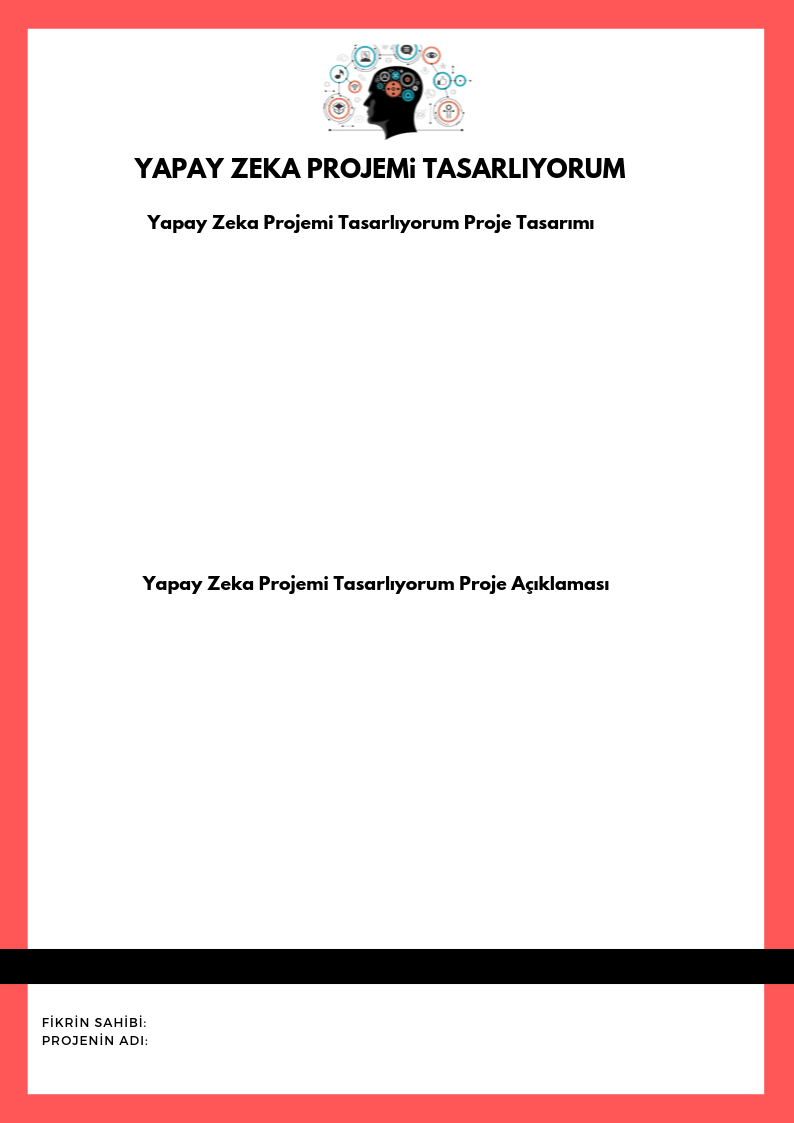 YAPAY ZEKA PROJEMi TASARLIYORUM
Yapay Zeka Projemi Tasarlıyorum Proje Tasarımı
Yapay Zeka Projemi Tasarlıyorum Proje Açıklaması
FİKRİN SAHİBİ:
PROJENİN ADI: